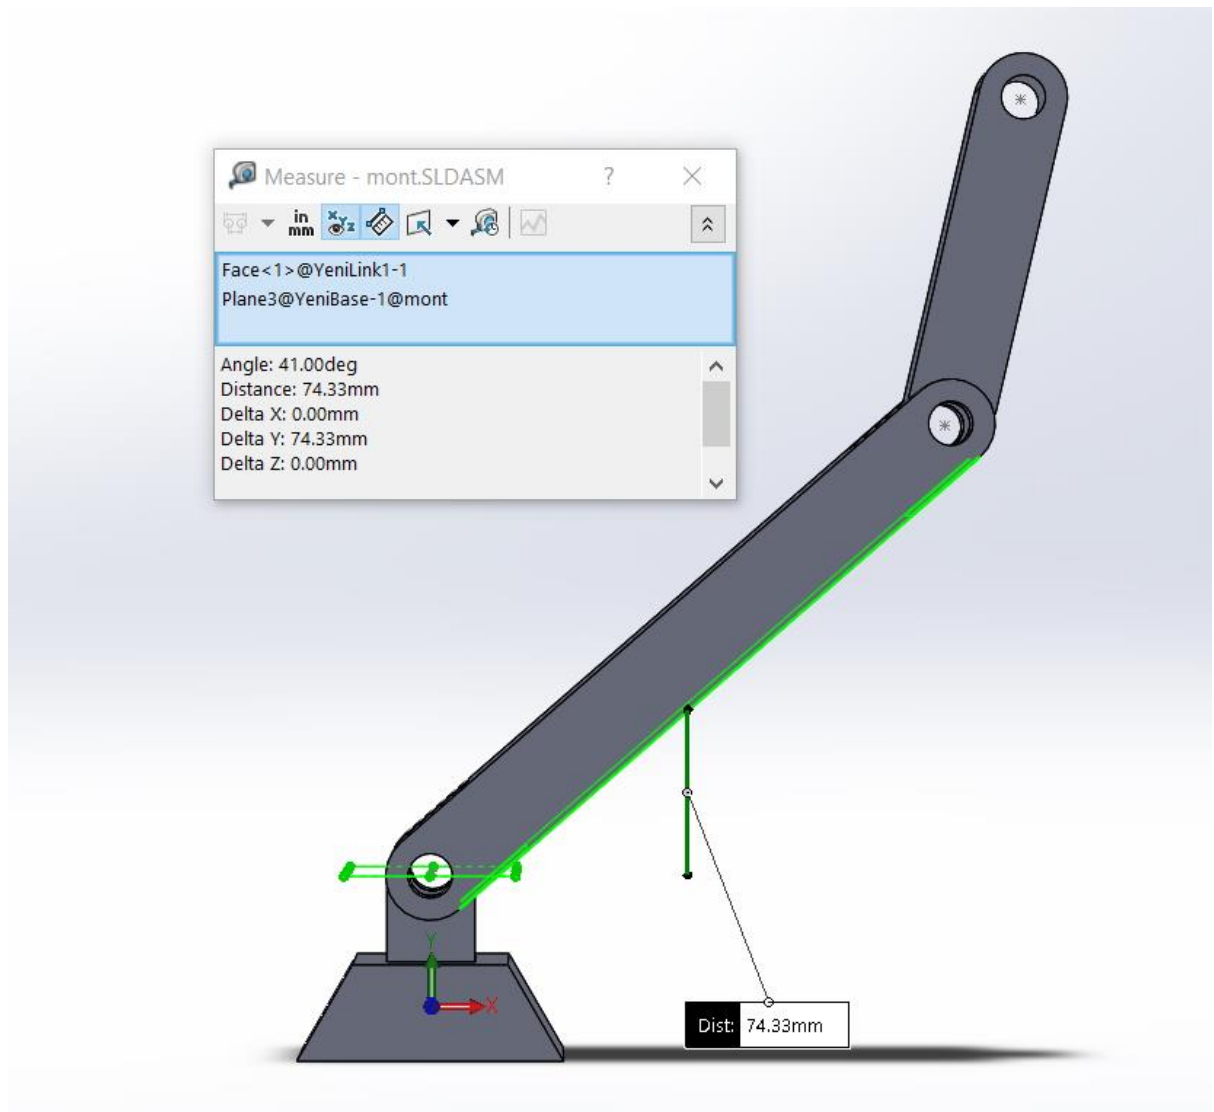 Measure - mont.SLDASM ?
in
mm
XYz
Face<1>@YeniLink1-1
Plane3@YeniBase-1@mont
Angle: 41.00deg
Distance: 74.33mm
Delta X: 0.00mm
Delta Y: 74.33mm
Delta Z: 0.00mm
Y
X
Dist: 74.33mm